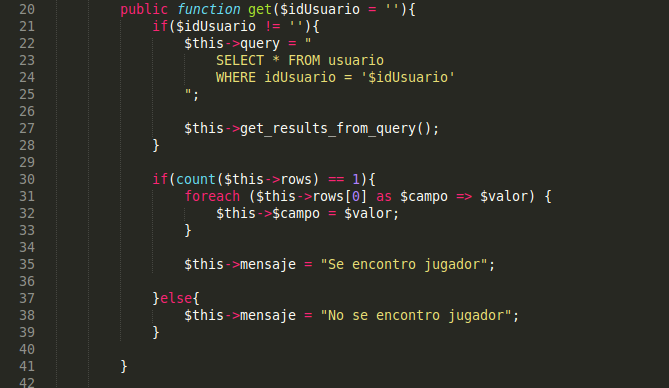 20 public function get($idUsuario = ''){
21 if($idUsuario != ''){
22 $this->query = "
23 SELECT * FROM usuario
24 WHERE idUsuario = '$idUsuario'
25 ";
26
27 $this->get_results_from_query();
28 }
29
30 if(count($this->rows) == 1){
31 foreach ($this->rows[0] as $campo => $valor) {
32 $this->$campo = $valor;
33 }
34
35 $this->mensaje = "Se encontro jugador";
36
37 }else{
38 $this->mensaje = "No se encontro jugador";
39 }
40
41 }
42